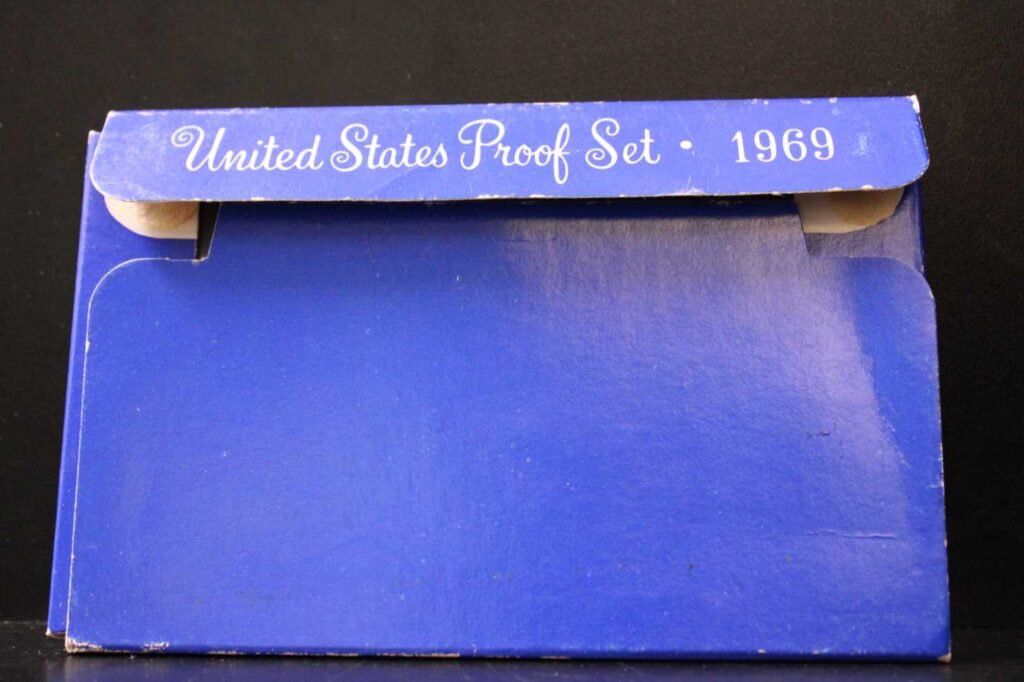 United States Proof Set • 1969